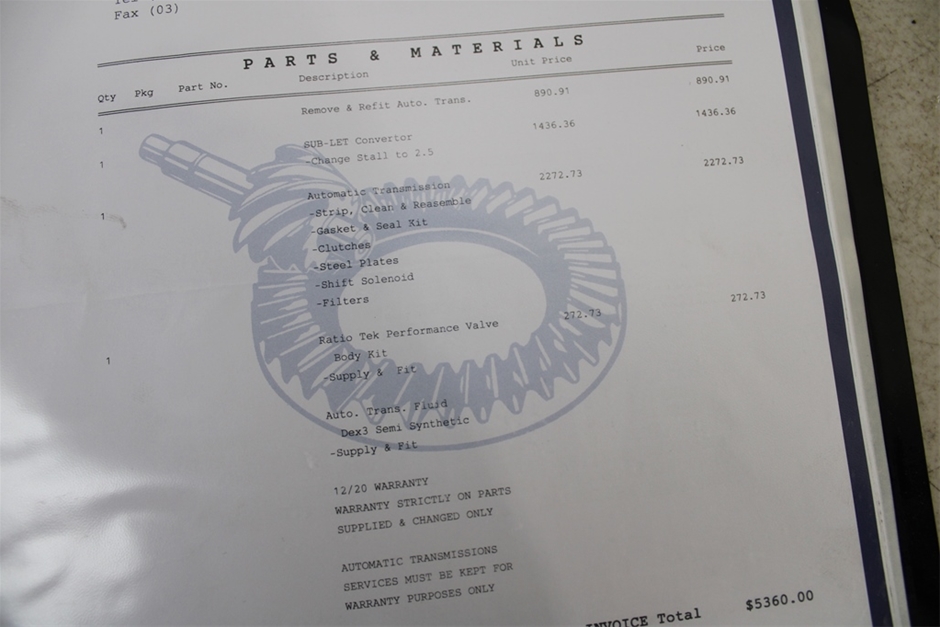 Fax (03)
PARTS & MATERIALS
Qty Pkg Part No. Description Unit Price Price
1 Remove & Refit Auto. Trans. 890.91 890.91
1 SUB-LET Convertor 1436.36 1436.36
-Change Stall to 2.5
1 Automatic Transmission 2272.73 2272.73
-Strip, Clean & Reasemble
-Gasket & Seal Kit
-Clutches
-Steel Plates
-Shift Solenoid
-Filters
1 Ratio Tek Performance Valve 272.73 272.73
Body Kit
-Supply & Fit
Auto. Trans. Fluid
Dex3 Semi Synthetic
-Supply & Fit
12/20 WARRANTY
WARRANTY STRICTLY ON PARTS
SUPPLIED & CHANGED ONLY
AUTOMATIC TRANSMISSIONS
SERVICES MUST BE KEPT FOR
WARRANTY PURPOSES ONLY
INVOICE Total $5360.00